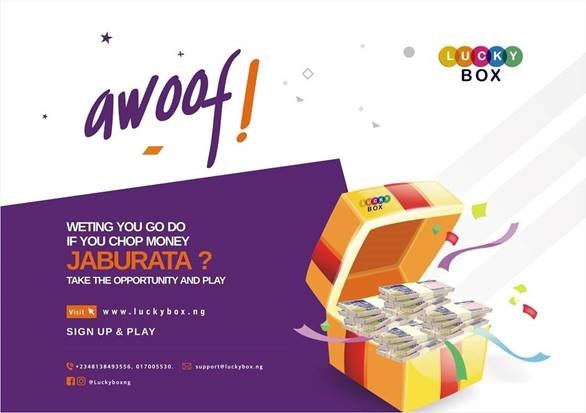 awoof!
LUCKY
BOX
LUCKY
BOX
WETING YOU GO DO
IF YOU CHOP MONEY
JABURATA ?
TAKE THE OPPORTUNITY AND PLAY
Visit www.luckybox.ng
SIGN UP & PLAY
+2348138493556, 017005530. support@luckybox.ng
@Luckyboxng